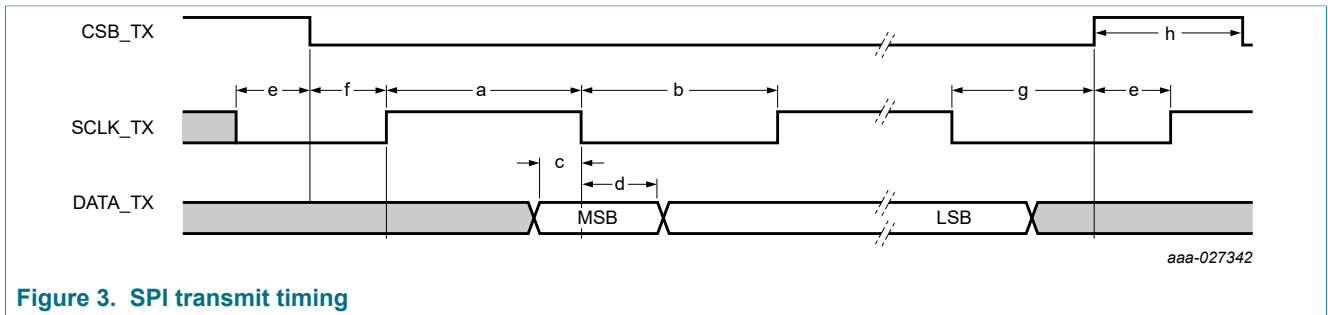 CSB_TX
h
e f a b g e
SCLK_TX
c
d
DATA_TX
MSB LSB
aaa-027342
Figure 3. SPI transmit timing